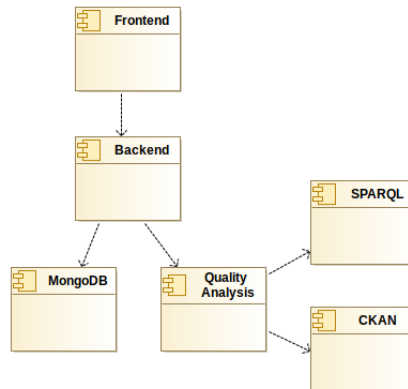 Frontend
Backend
SPARQL
MongoDB
Quality
Analysis
CKAN